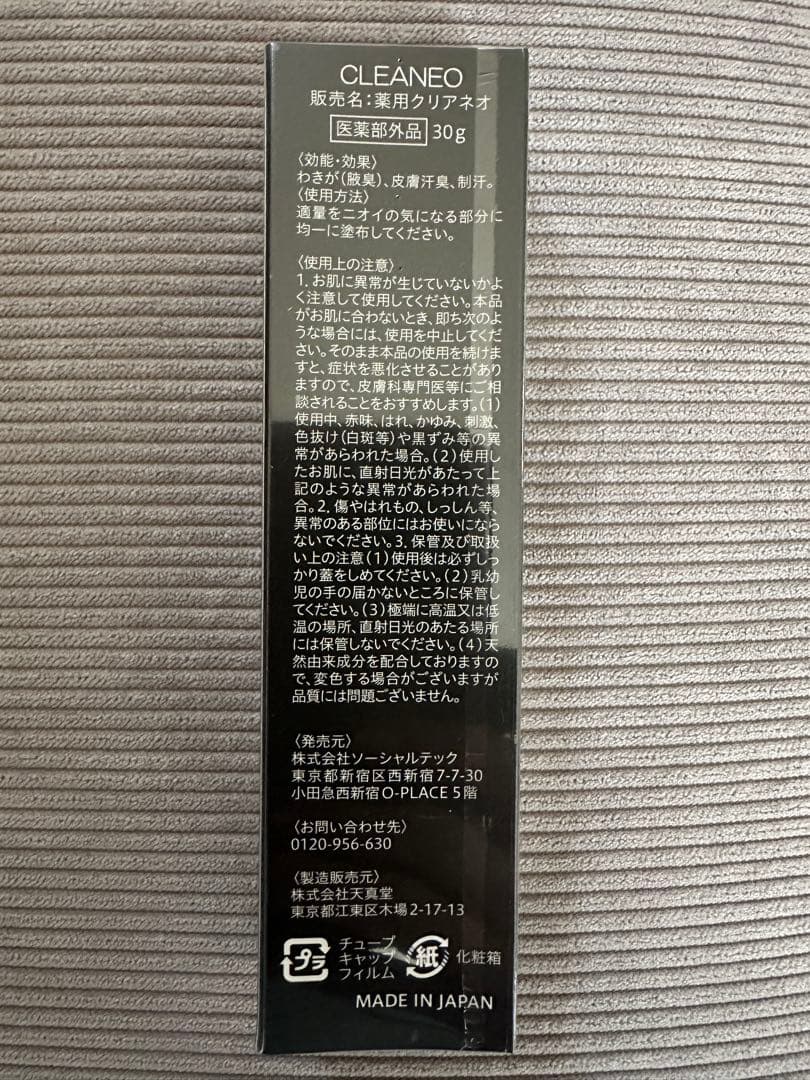 CLEANEO
販売名：薬用クリアネオ
医薬部外品 30g
〈効能・効果〉
わきが（腋臭）、皮膚汗臭、制汗。
〈使用方法〉
適量をニオイの気になる部分に
均一に塗布してください。
〈使用上の注意〉
1．お肌に異常が生じていないかよ
く注意して使用してください。本品
がお肌に合わないとき、即ち次のよ
うな場合には、使用を中止してくだ
さい。そのまま本品の使用を続けま
すと、症状を悪化させることがあり
ますので、皮膚科専門医等にご相
談されることをおすすめします。（1）
使用中、赤味、はれ、かゆみ、刺激、
色抜け（白斑等）や黒ずみ等の異
常があらわれた場合。（2）使用し
たお肌に、直射日光があたって上
記のような異常があらわれた場
合。2．傷やはれもの、しっしん等、
異常のある部位にはお使いになら
ないでください。3．保管及び取扱
い上の注意（1）使用後は必ずしっ
かり蓋をしめてください。（2）乳幼
児の手の届かないところに保管し
てください。（3）極端に高温又は低
温の場所、直射日光のあたる場所
には保管しないでください。（4）天
然由来成分を配合しておりますの
で、変色する場合がございますが
品質には問題ございません。
〈発売元〉
株式会社ソーシャルテック
東京都新宿区西新宿7-7-30
小田急西新宿O-PLACE 5階
〈お問い合わせ先〉
0120-956-630
〈製造販売元〉
株式会社天真堂
東京都江東区木場2-17-13
プラ チューブ
キャップ
フィルム
紙 化粧箱
MADE IN JAPAN